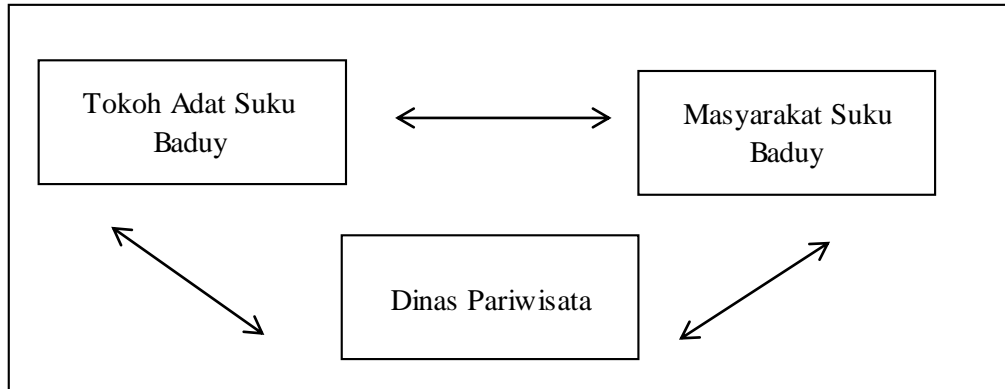 Tokoh Adat Suku
Baduy
Masyarakat Suku
Baduy
Dinas Pariwisata